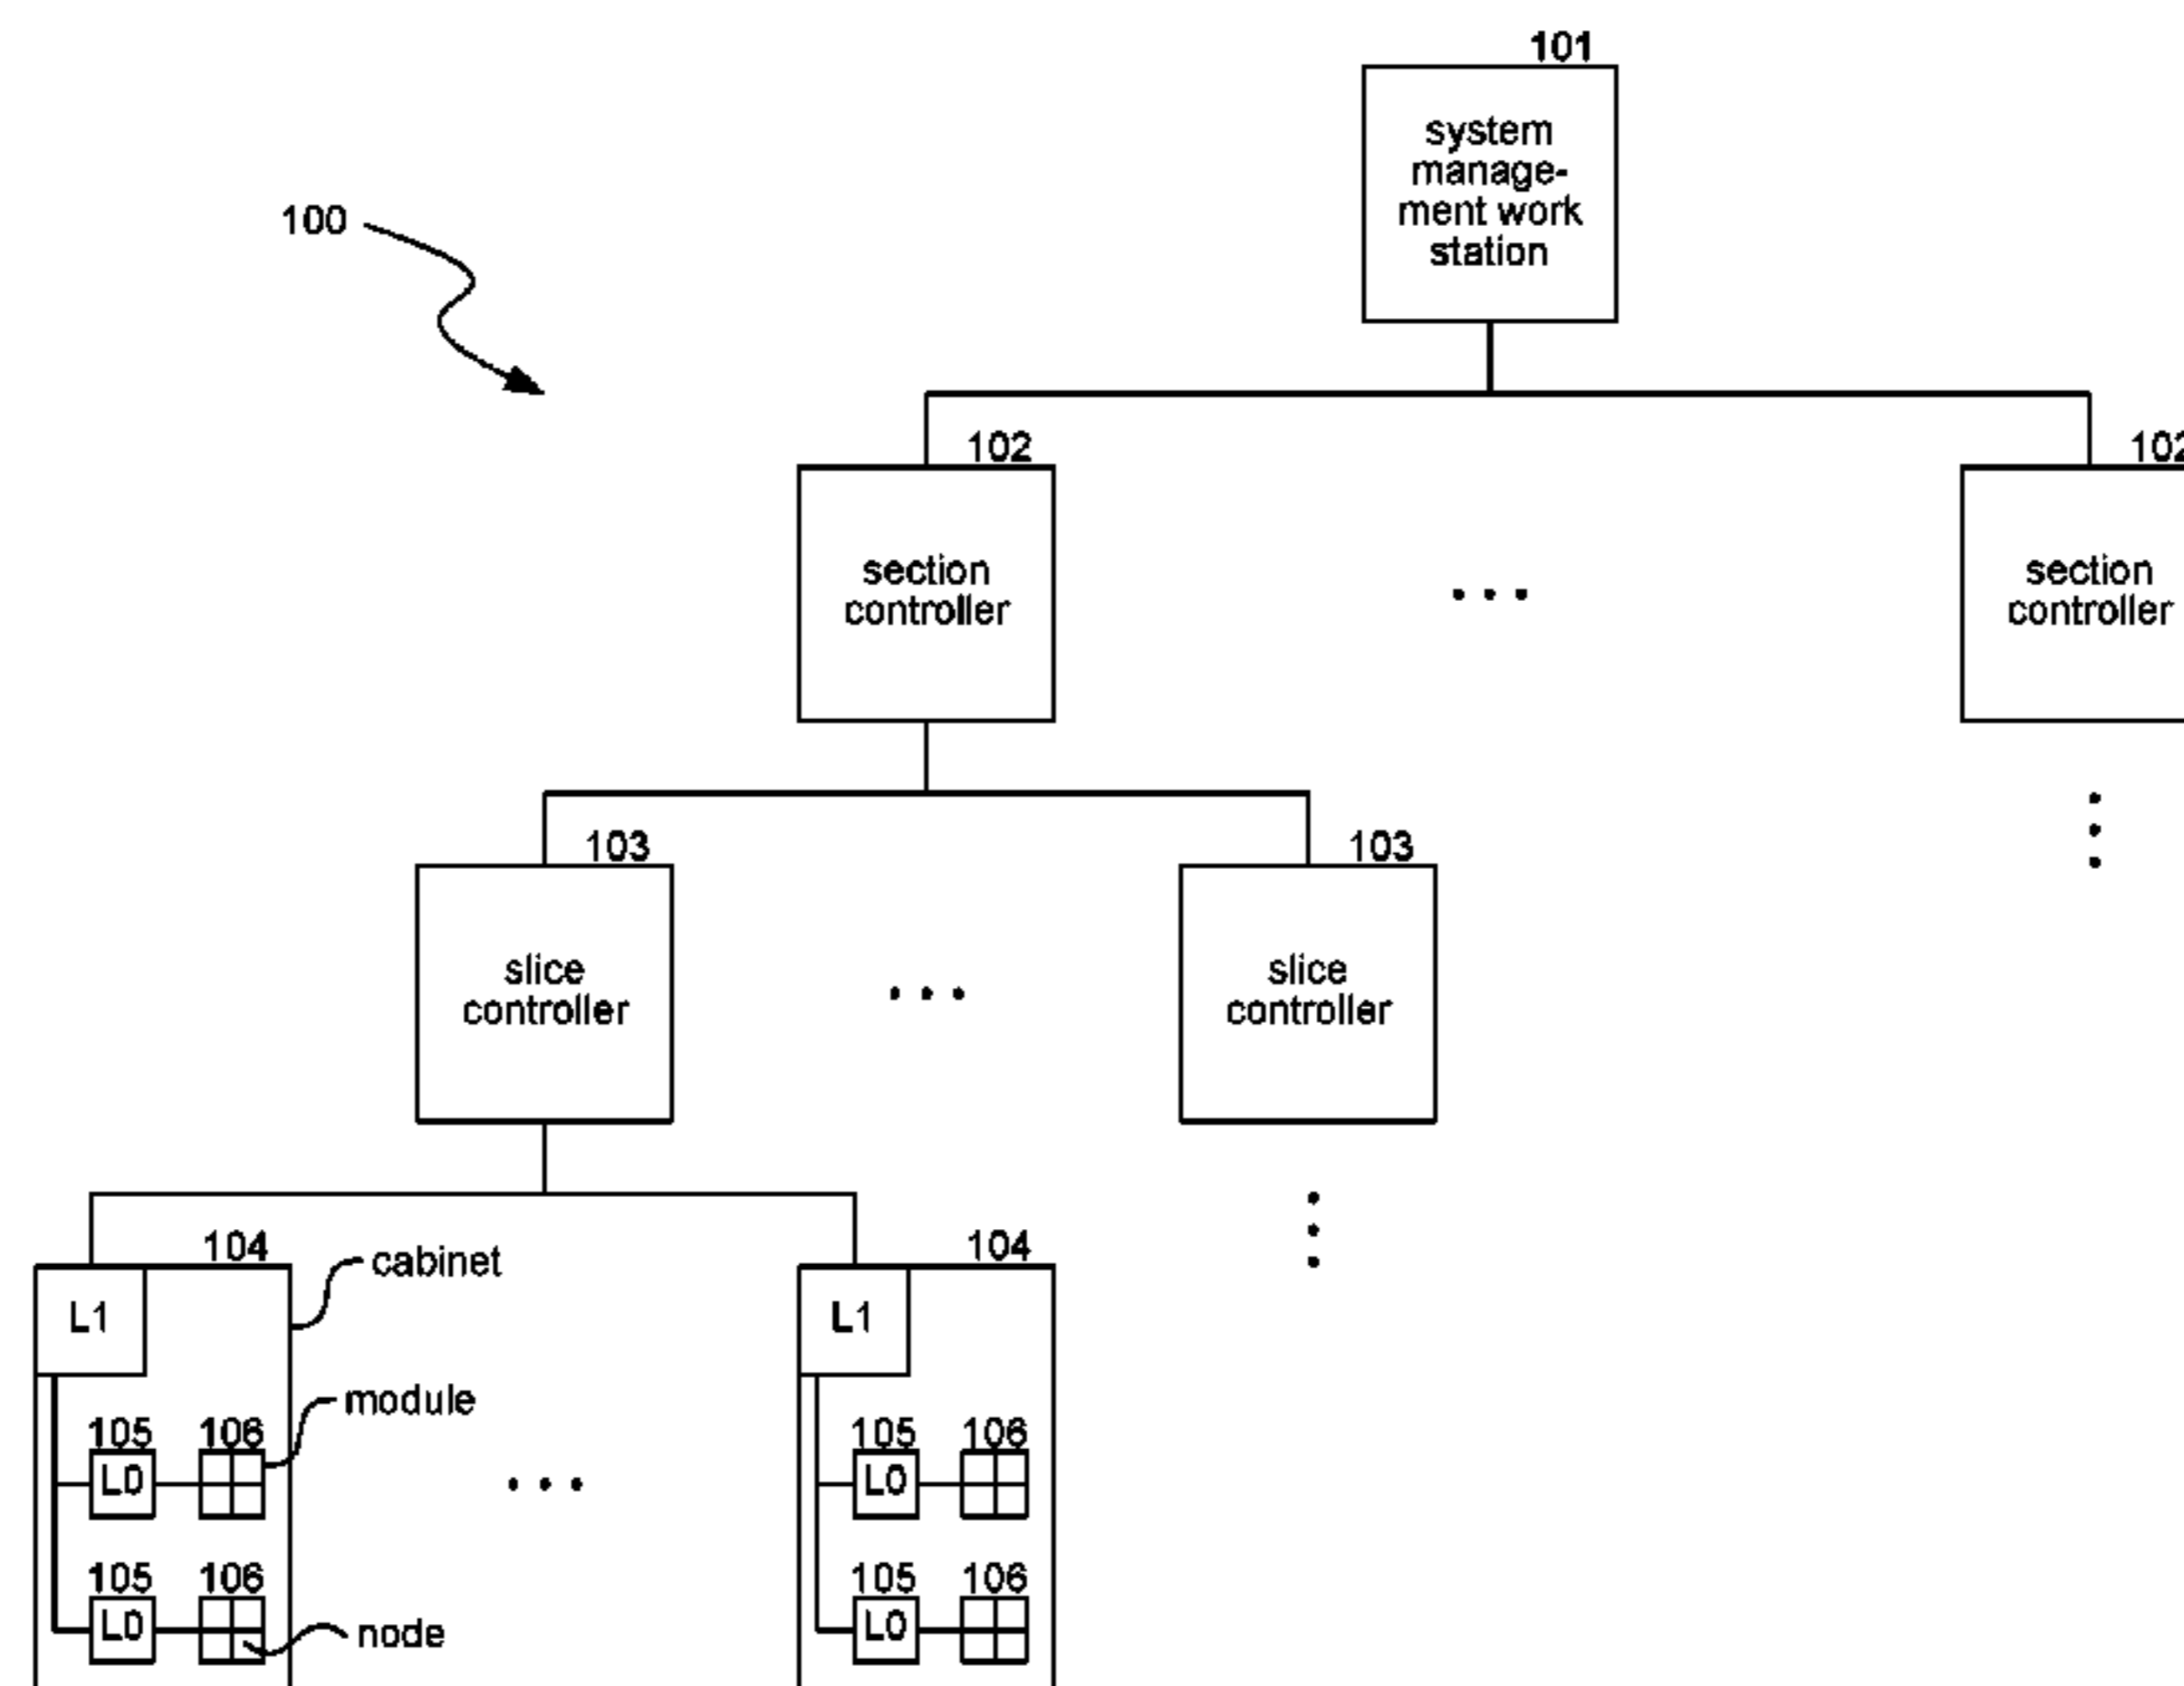 101
system
manage-
ment work
station
100
102
section
controller
102
section
controller
103
slice
controller
103
slice
controller
104
cabinet
L1
module
105
106
L0
105
106
L0
node
104
L1
105
106
L0
105
106
L0